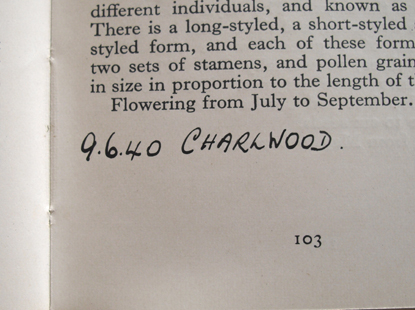 different individuals, and known as
There is a long-styled, a short-styled
styled form, and each of these form
two sets of stamens, and pollen grain
in size in proportion to the length of t
Flowering from July to September.
9.6.40 CHARLWOOD.
103